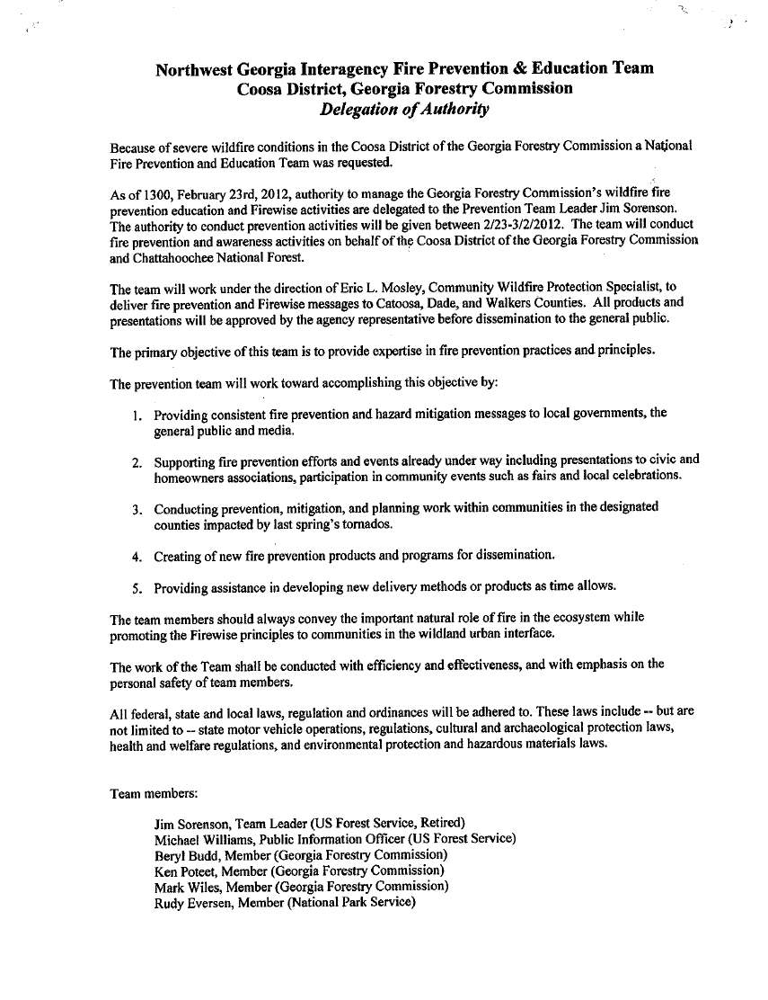 Northwest Georgia Interagency Fire Prevention & Education Team
Coosa District, Georgia Forestry Commission
Delegation of Authority
Because of severe wildfire conditions in the Coosa District of the Georgia Forestry Commission a National
Fire Prevention and Education Team was requested.
As of 1300, February 23rd, 2012, authority to manage the Georgia Forestry Commission's wildfire fire
prevention education and Firewise activities are delegated to the Prevention Team Leader Jim Sorenson.
The authority to conduct prevention activities will be given between 2/23-3/2/2012. The team will conduct
fire prevention and awareness activities on behalf of the Coosa District of the Georgia Forestry Commission
and Chattahoochee National Forest.
The team will work under the direction of Eric L. Mosley, Community Wildfire Protection Specialist, to
deliver fire prevention and Firewise messages to Catoosa, Dade, and Walkers Counties. All products and
presentations will be approved by the agency representative before dissemination to the general public.
The primary objective of this team is to provide expertise in fire prevention practices and principles.
The prevention team will work toward accomplishing this objective by:
1. Providing consistent fire prevention and hazard mitigation messages to local governments, the
general public and media.
2. Supporting fire prevention efforts and events already under way including presentations to civic and
homeowners associations, participation in community events such as fairs and local celebrations.
3. Conducting prevention, mitigation, and planning work within communities in the designated
counties impacted by last spring's tornados.
4. Creating of new fire prevention products and programs for dissemination.
5. Providing assistance in developing new delivery methods or products as time allows.
The team members should always convey the important natural role of fire in the ecosystem while
promoting the Firewise principles to communities in the wildland urban interface.
The work of the Team shall be conducted with efficiency and effectiveness, and with emphasis on the
personal safety of team members.
All federal, state and local laws, regulation and ordinances will be adhered to. These laws include -- but are
not limited to -- state motor vehicle operations, regulations, cultural and archaeological protection laws,
health and welfare regulations, and environmental protection and hazardous materials laws.
Team members:
Jim Sorenson, Team Leader (US Forest Service, Retired)
Michael Williams, Public Information Officer (US Forest Service)
Beryl Budd, Member (Georgia Forestry Commission)
Ken Poteet, Member (Georgia Forestry Commission)
Mark Wiles, Member (Georgia Forestry Commission)
Rudy Eversen, Member (National Park Service)